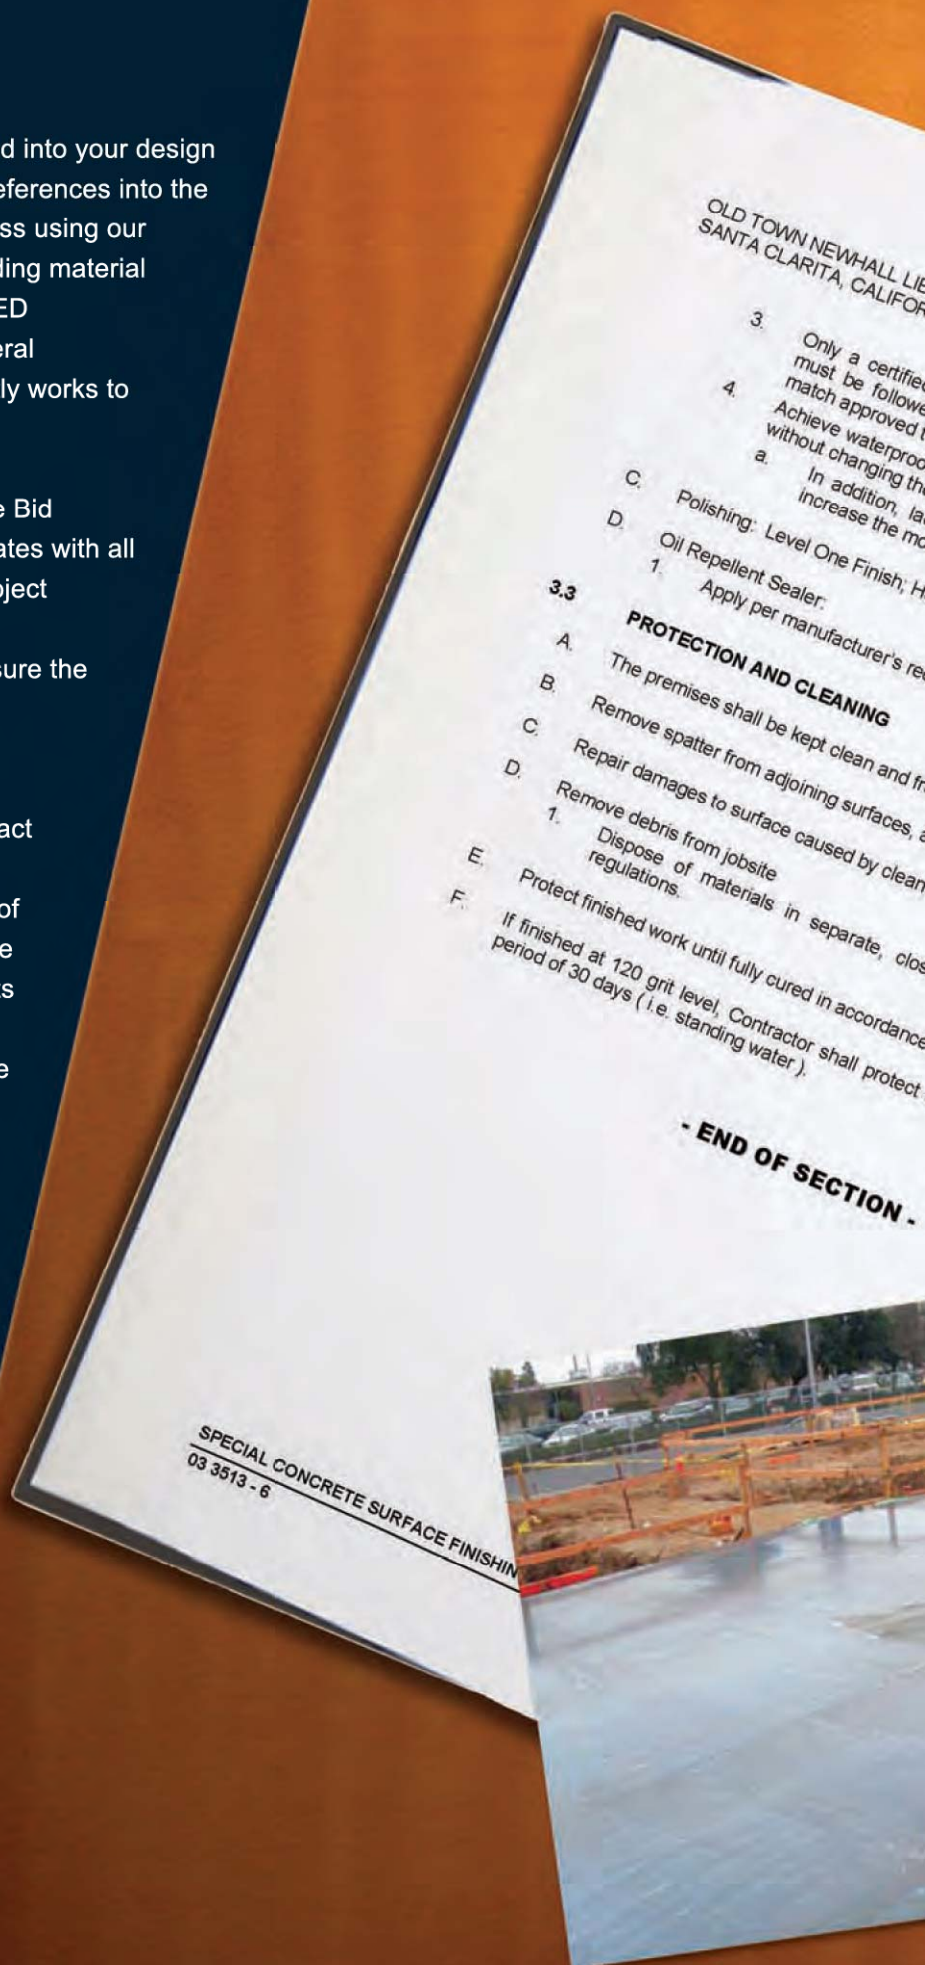 d into your design
eferences into the
ss using our
ding material
ED
eral
ly works to
e Bid
ates with all
oject
sure the
act
of
e
ts
e
OLD TOWN NEWHALL LIB
SANTA CLARITA, CALIFOR
3. Only a certified
must be followe
match approved t
4. Achieve waterproo
without changing the
a. In addition, la
increase the mo
C. Polishing: Level One Finish; H
D. Oil Repellent Sealer:
1. Apply per manufacturer's rec
3.3 PROTECTION AND CLEANING
A. The premises shall be kept clean and fr
B. Remove spatter from adjoining surfaces, a
C. Repair damages to surface caused by clean
D. Remove debris from jobsite
1. Dispose of materials in separate, clos
regulations.
E. Protect finished work until fully cured in accordance
F. If finished at 120 grit level, Contractor shall protect
period of 30 days ( i.e. standing water ).
- END OF SECTION -
SPECIAL CONCRETE SURFACE FINISHIN
03 3513 - 6